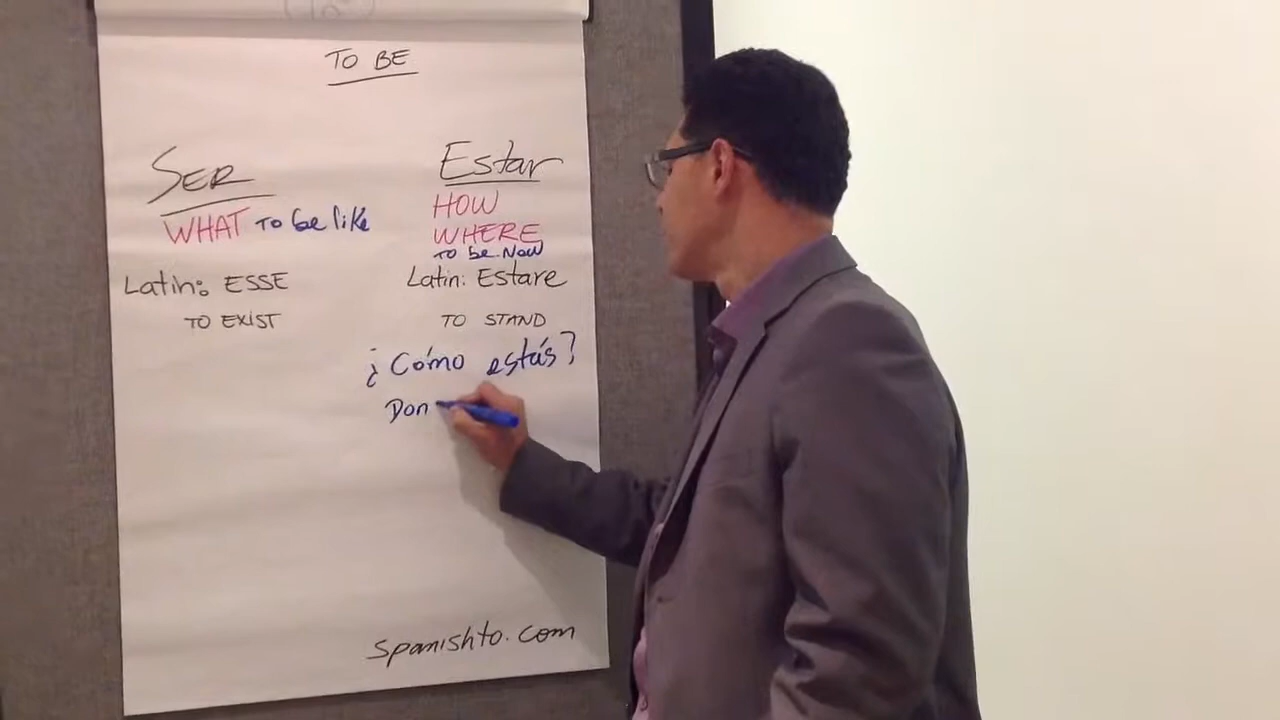 TO BE
SER
WHAT To be like
Latin: ESSE
TO EXIST
Estar
HOW
WHERE
To be Now
Latin: Estare
TO STAND
¿Cómo estás?
Don
spanishto.com